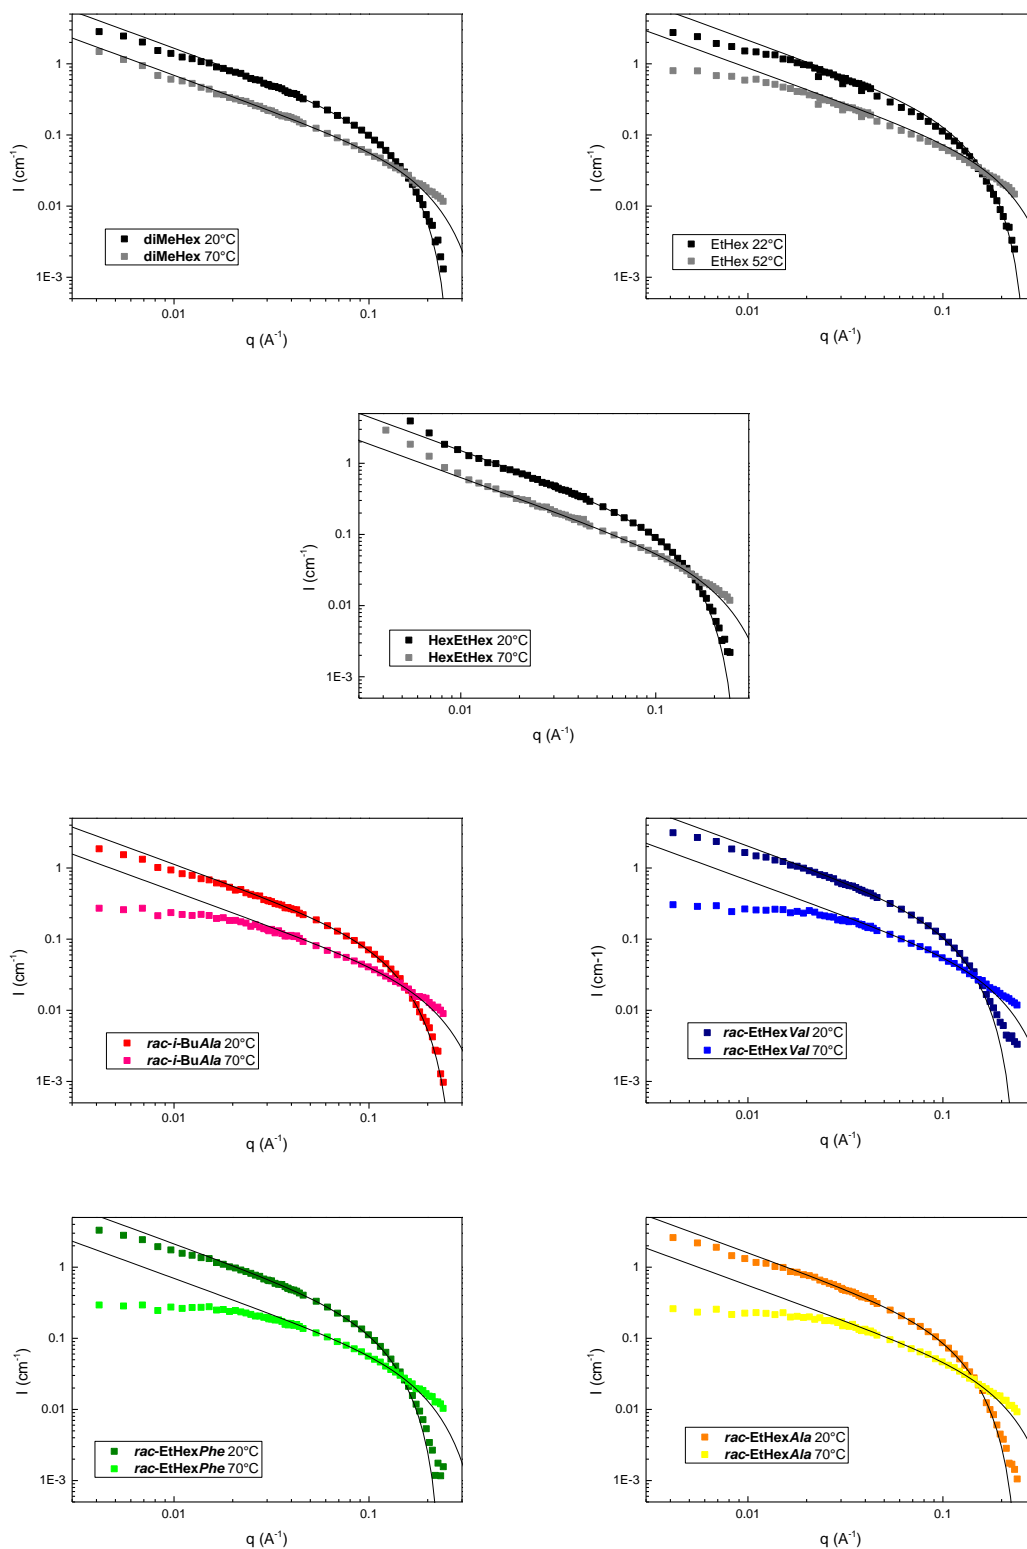 1
0.1
0.01
1E-3
I (cm-1)
diMeHex 20°C
diMeHex 70°C
0.01
0.1
q (A-1)
1
0.1
0.01
1E-3
I (cm-1)
EtHex 22°C
EtHex 52°C
0.01
0.1
q (A-1)
1
0.1
0.01
1E-3
I (cm-1)
HexEtHex 20°C
HexEtHex 70°C
0.01
0.1
q (A-1)
1
0.1
0.01
1E-3
I (cm-1)
rac-i-BuAla 20°C
rac-i-BuAla 70°C
0.01
0.1
q (A-1)
1
0.1
0.01
1E-3
I (cm-1)
rac-EtHexVal 20°C
rac-EtHexVal 70°C
0.01
0.1
q (A-1)
1
0.1
0.01
1E-3
I (cm-1)
rac-EtHexPhe 20°C
rac-EtHexPhe 70°C
0.01
0.1
q (A-1)
1
0.1
0.01
1E-3
I (cm-1)
rac-EtHexAla 20°C
rac-EtHexAla 70°C
0.01
0.1
q (A-1)